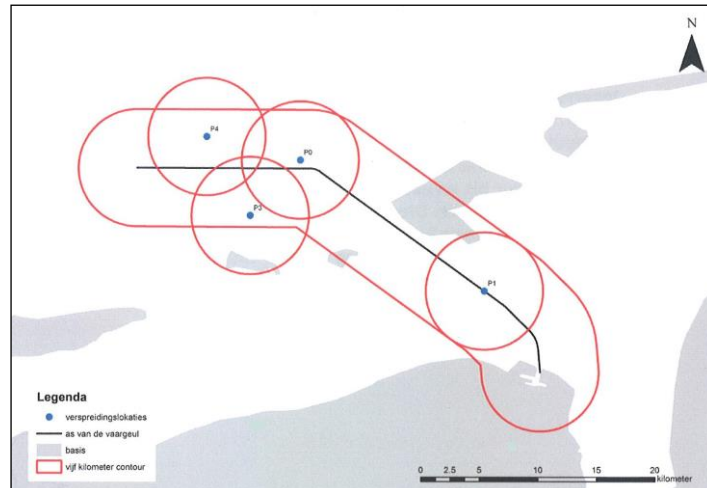 N
P4
P0
P1
Legenda
verspreidingslokaties
as van de vaargeul
basis
vijf kilometer contour
0 2.5 5 10 15 20
kilometer